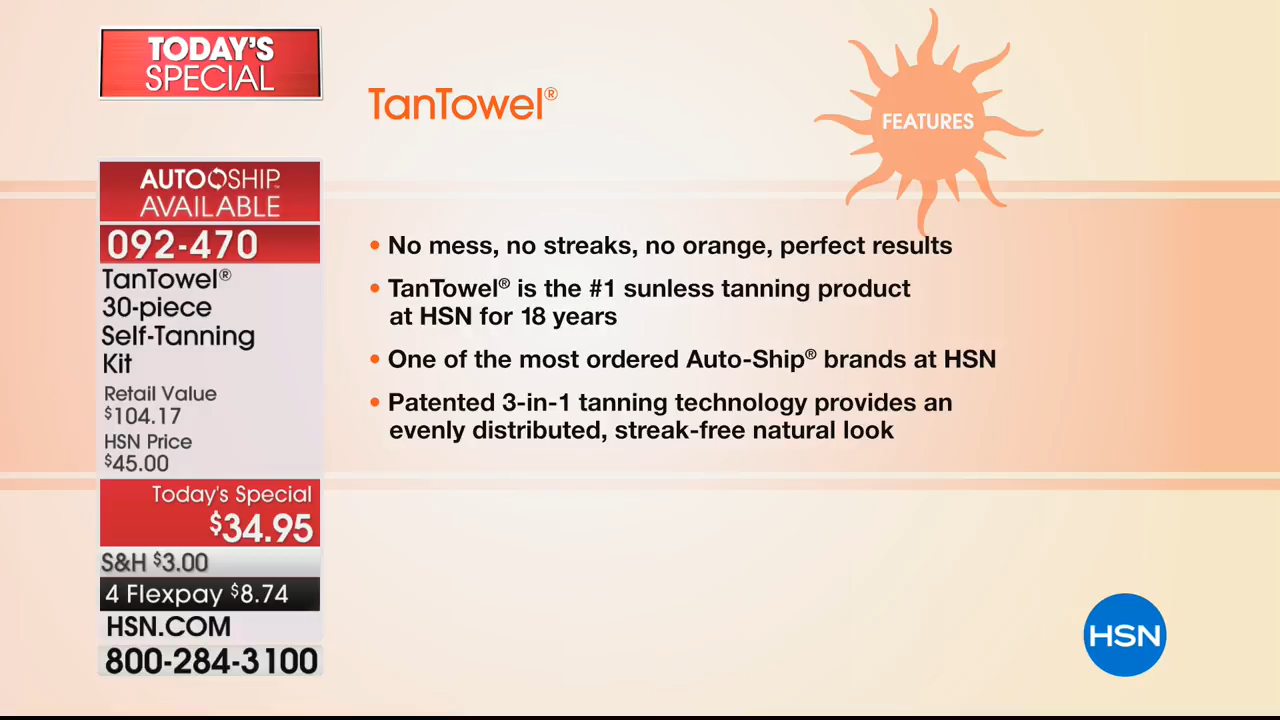 TODAY'S
SPECIAL
TanTowel®
FEATURES
AUTO SHIP™
AVAILABLE
092-470
TanTowel®
30-piece
Self-Tanning
Kit
Retail Value
$104.17
HSN Price
$45.00
Today's Special
$34.95
S&H $3.00
4 Flexpay $8.74
HSN.COM
800-284-3100
• No mess, no streaks, no orange, perfect results
• TanTowel® is the #1 sunless tanning product
at HSN for 18 years
• One of the most ordered Auto-Ship® brands at HSN
• Patented 3-in-1 tanning technology provides an
evenly distributed, streak-free natural look
HSN